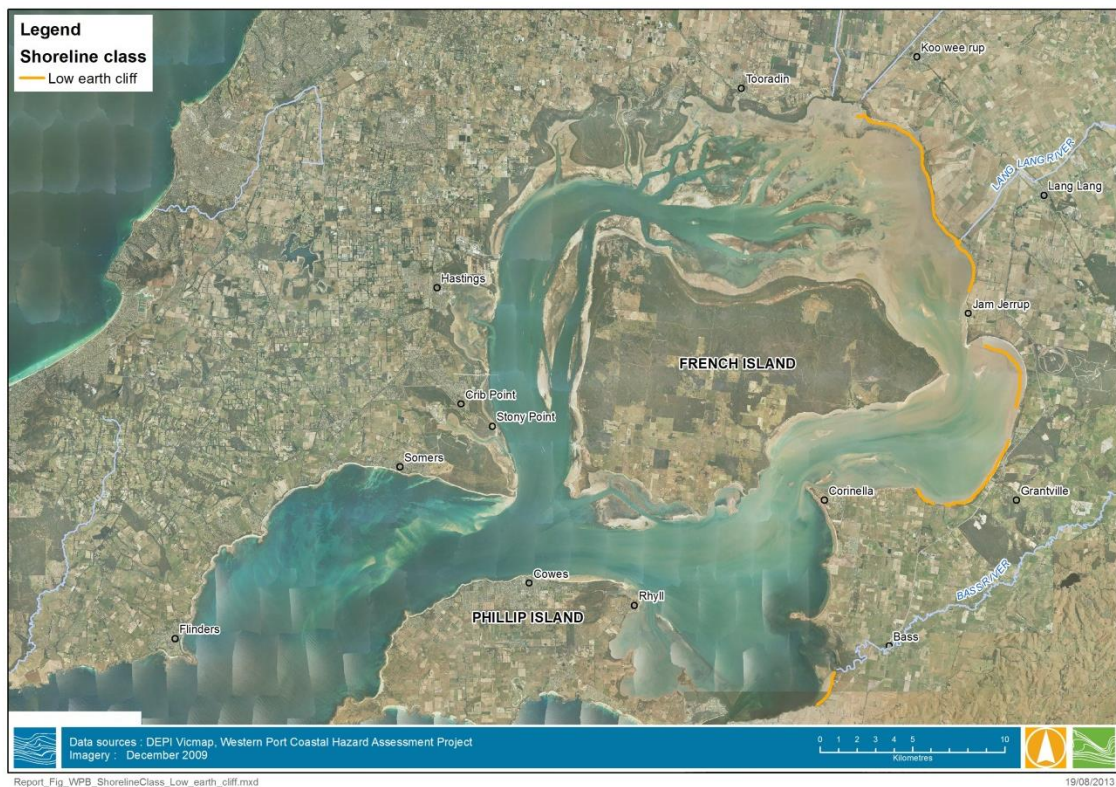 Legend
Shoreline class
Low earth cliff
Koo wee rup
Tooradin
LANG LANG RIVER
Lang Lang
Hastings
Jam Jerrup
FRENCH ISLAND
Crib Point
Stony Point
Somers
Corinella
Grantville
Cowes
BASS RIVER
Rhyll
PHILLIP ISLAND
Flinders
Bass
Data sources : DEPI Vicmap, Western Port Coastal Hazard Assessment Project
Imagery : December 2009
0 1 2 3 4 5 10
Kilometres
Report_Fig_WPB_ShorelineClass_Low_earth_cliff.mxd
19/08/2013